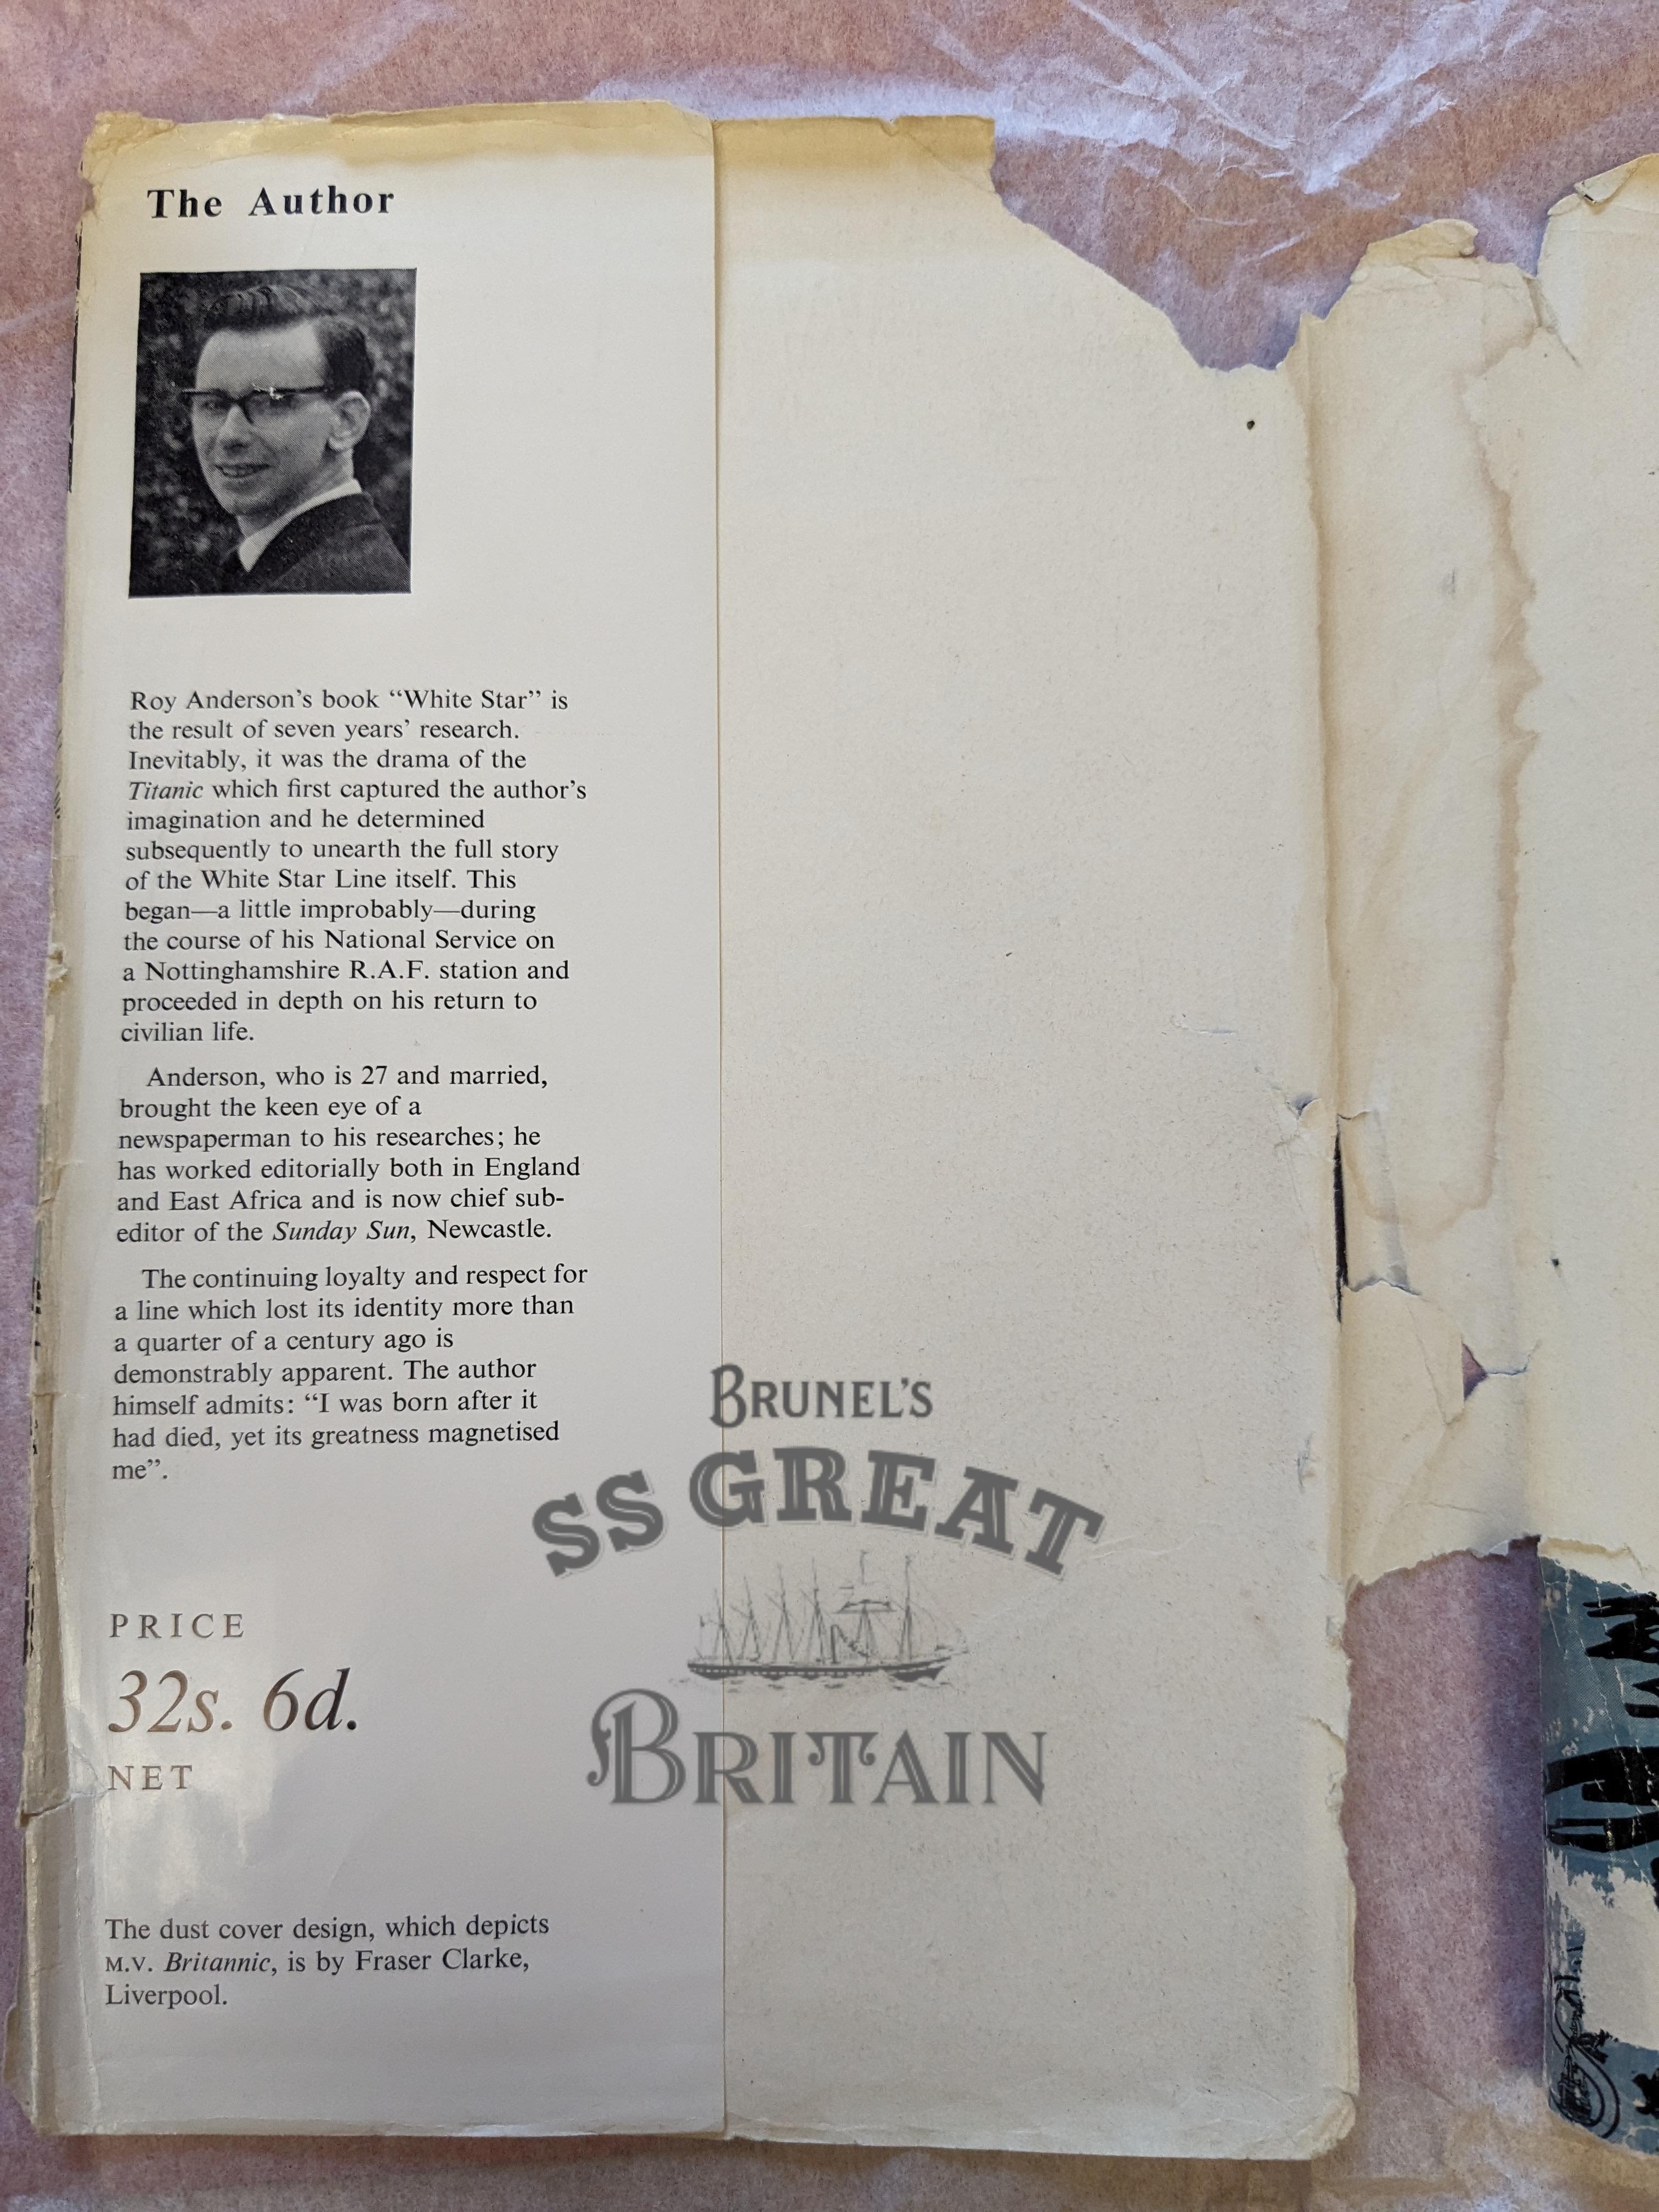 The Author
Roy Anderson's book “White Star” is
the result of seven years' research.
Inevitably, it was the drama of the
Titanic which first captured the author's
imagination and he determined
subsequently to unearth the full story
of the White Star Line itself. This
began—a little improbably—during
the course of his National Service on
a Nottinghamshire R.A.F. station and
proceeded in depth on his return to
civilian life.
Anderson, who is 27 and married,
brought the keen eye of a
newspaperman to his researches; he
has worked editorially both in England
and East Africa and is now chief sub-
editor of the Sunday Sun, Newcastle.
The continuing loyalty and respect for
a line which lost its identity more than
a quarter of a century ago is
demonstrably apparent. The author
himself admits: “I was born after it
had died, yet its greatness magnetised
me”.
PRICE
32s. 6d.
NET
The dust cover design, which depicts
M.V. Britannic, is by Fraser Clarke,
Liverpool.
BRUNEL'S
SS GREAT
BRITAIN